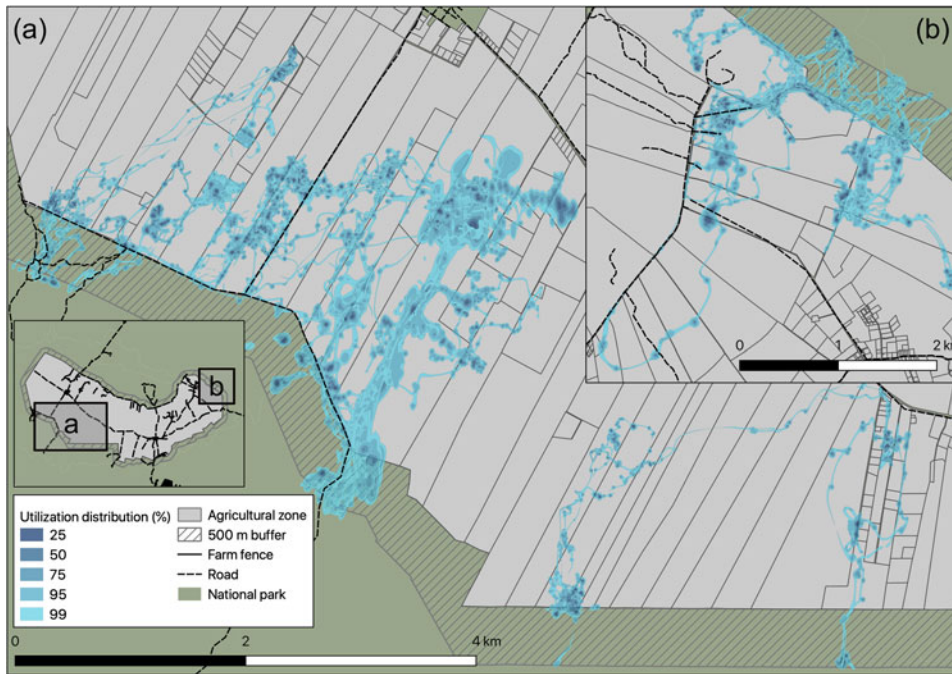 (a)
(b)
0 1 2 km
a
b
Utilization distribution (%)
25
50
75
95
99
Agricultural zone
500 m buffer
Farm fence
Road
National park
0 2 4 km